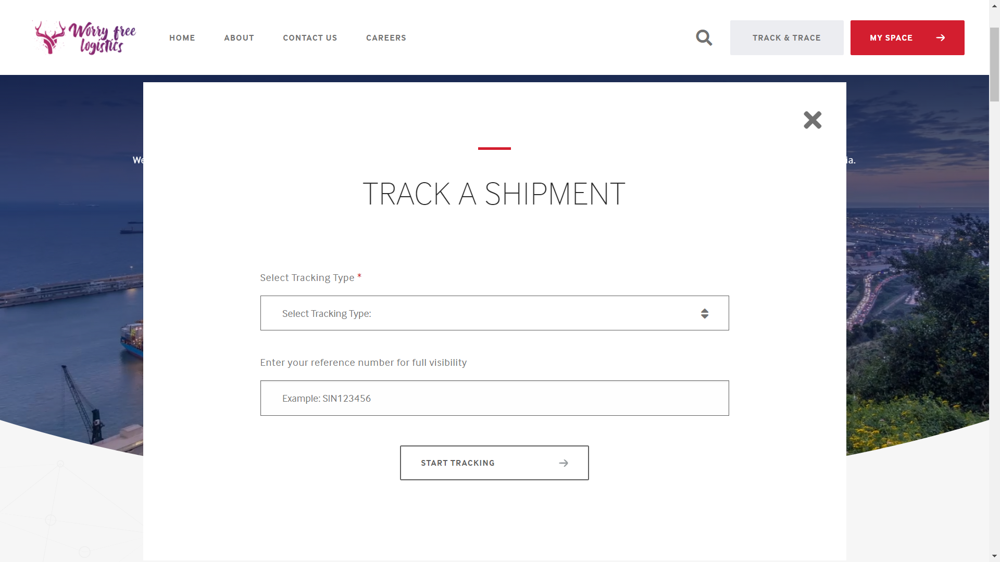 Worry free
logistics
HOME
ABOUT
CONTACT US
CAREERS
TRACK & TRACE
MY SPACE
We
ia.
TRACK A SHIPMENT
Select Tracking Type *
Select Tracking Type:
Enter your reference number for full visibility
Example: SIN123456
START TRACKING